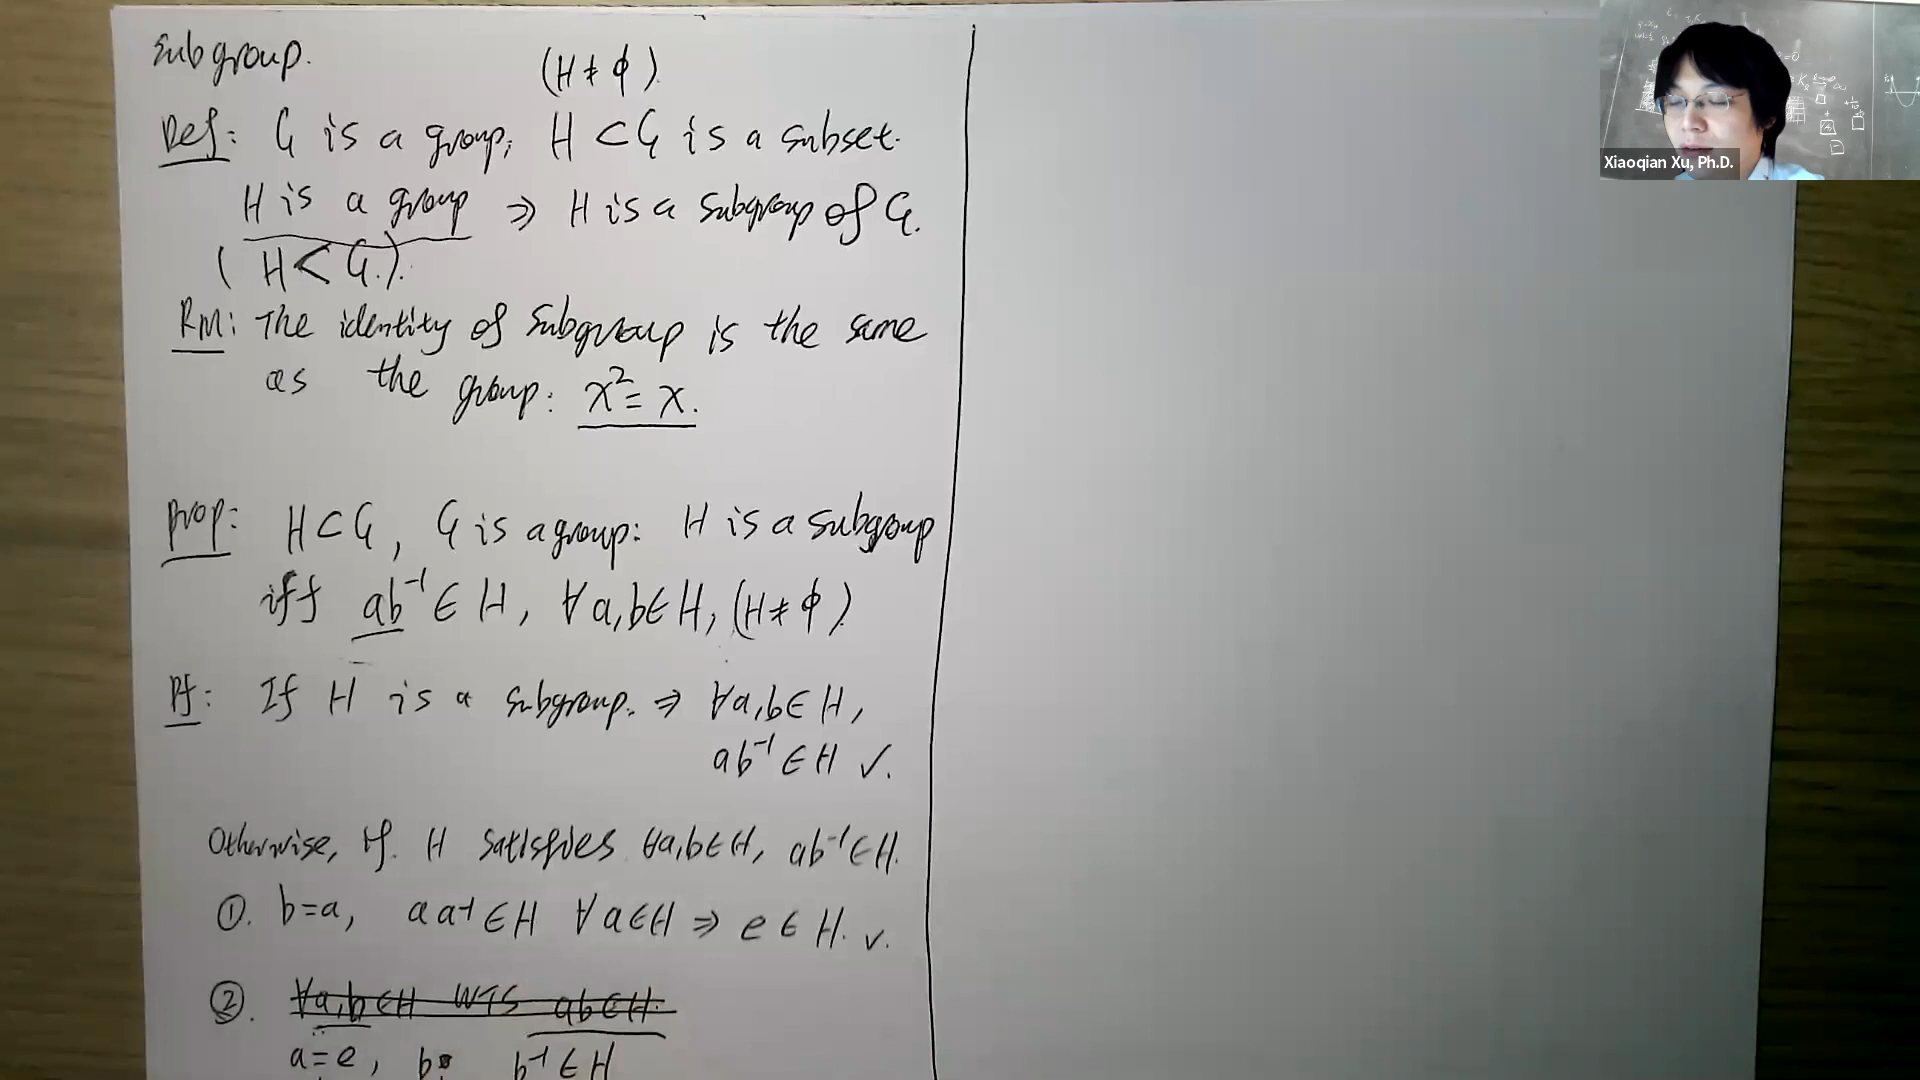 Subgroup.
(H ≠ ϕ).
Def: G is a group, H ⊂ G is a subset.
H is a group ⇒ H is a subgroup of G.
( H < G.).
RM: The identity of subgroup is the same
as the group: x² = x.
Prop: H ⊂ G, G is a group: H is a subgroup
iff ab⁻¹ ∈ H, ∀ a,b ∈ H, (H ≠ ϕ)
Pf: If H is a subgroup. ⇒ ∀ a,b ∈ H,
ab⁻¹ ∈ H ✓.
Otherwise, if H satisfies ∀a,b∈H, ab⁻¹∈H.
①. b=a, aa⁻¹ ∈ H ∀ a∈H ⇒ e ∈ H. ✓.
②. ∀a,b∈H WTS ab∈H.
a = e, b b⁻¹ ∈ H
Xiaoqian Xu, Ph.D.